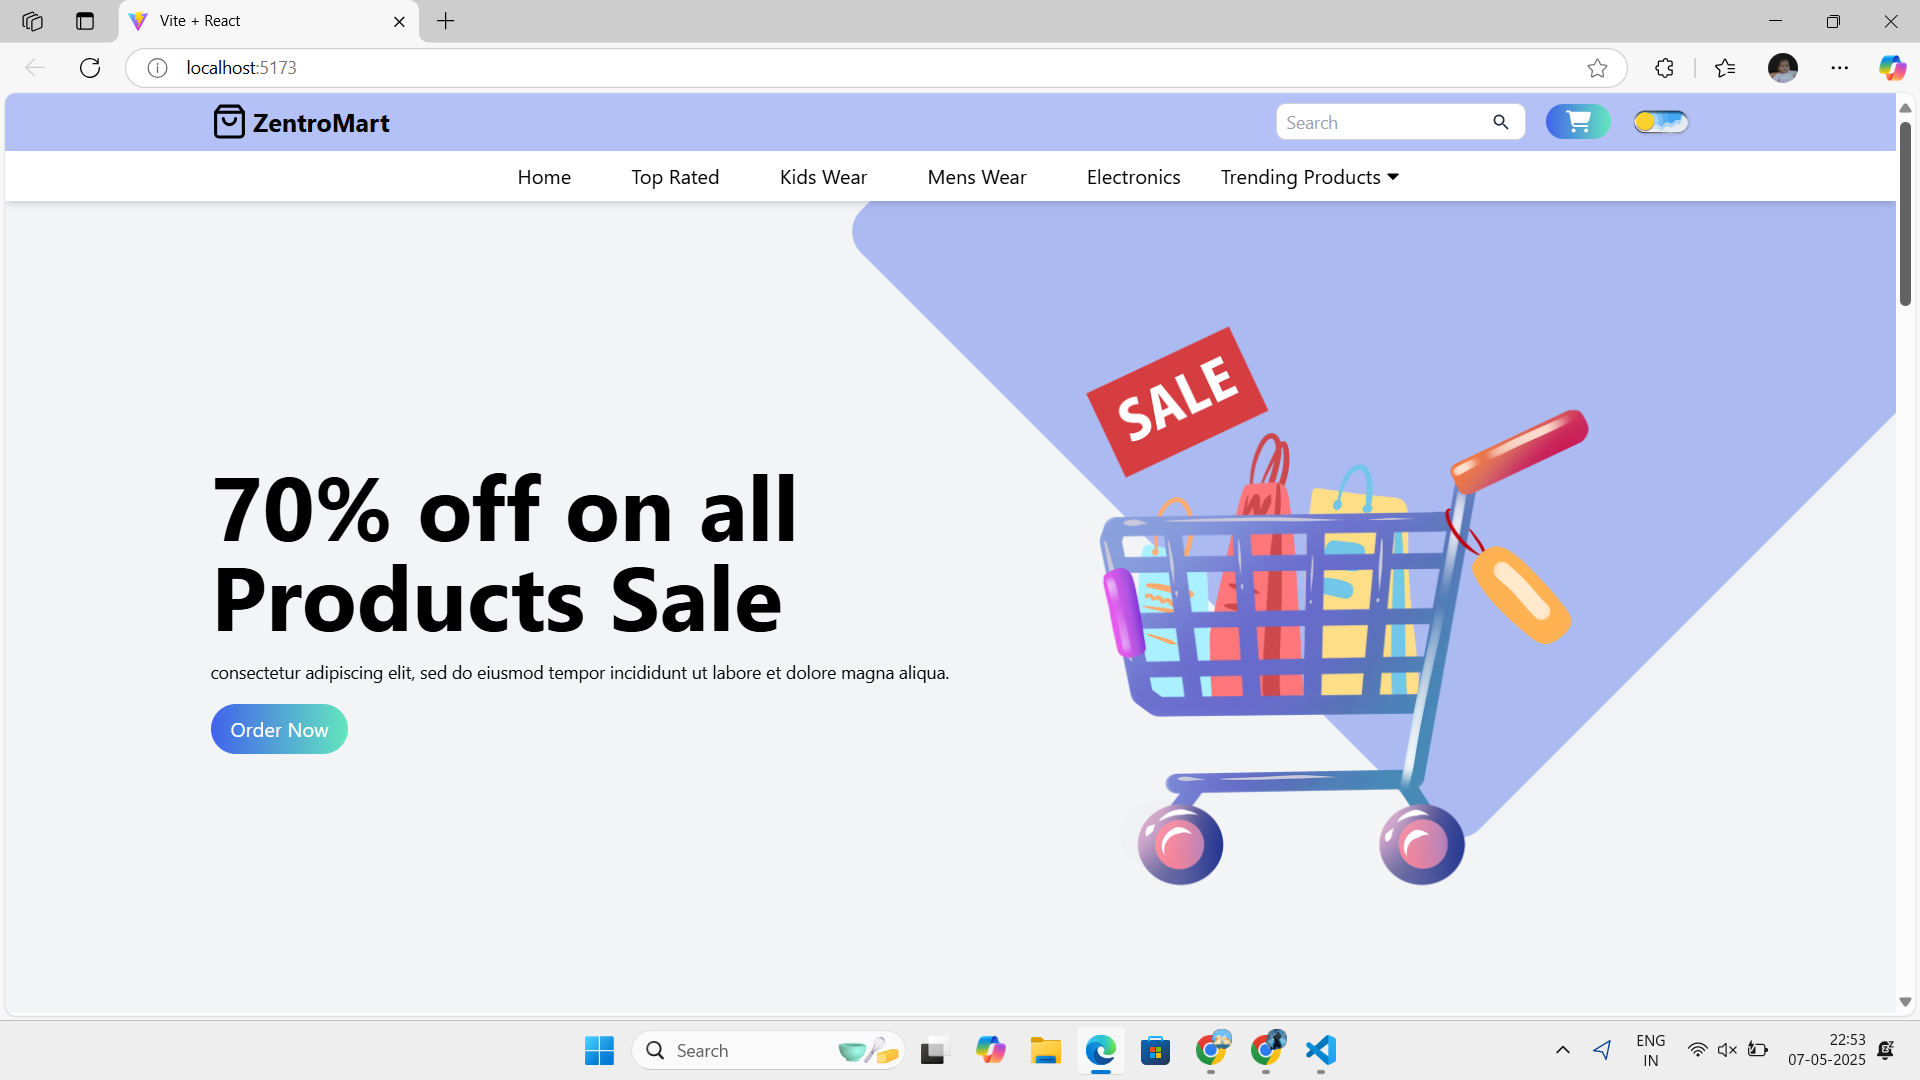 Vite + React
localhost:5173
ZentroMart
Search
Home Top Rated Kids Wear Mens Wear Electronics Trending Products
SALE
70% off on all
Products Sale
consectetur adipiscing elit, sed do eiusmod tempor incididunt ut labore et dolore magna aliqua.
Order Now
Search
ENG
IN
22:53
07-05-2025